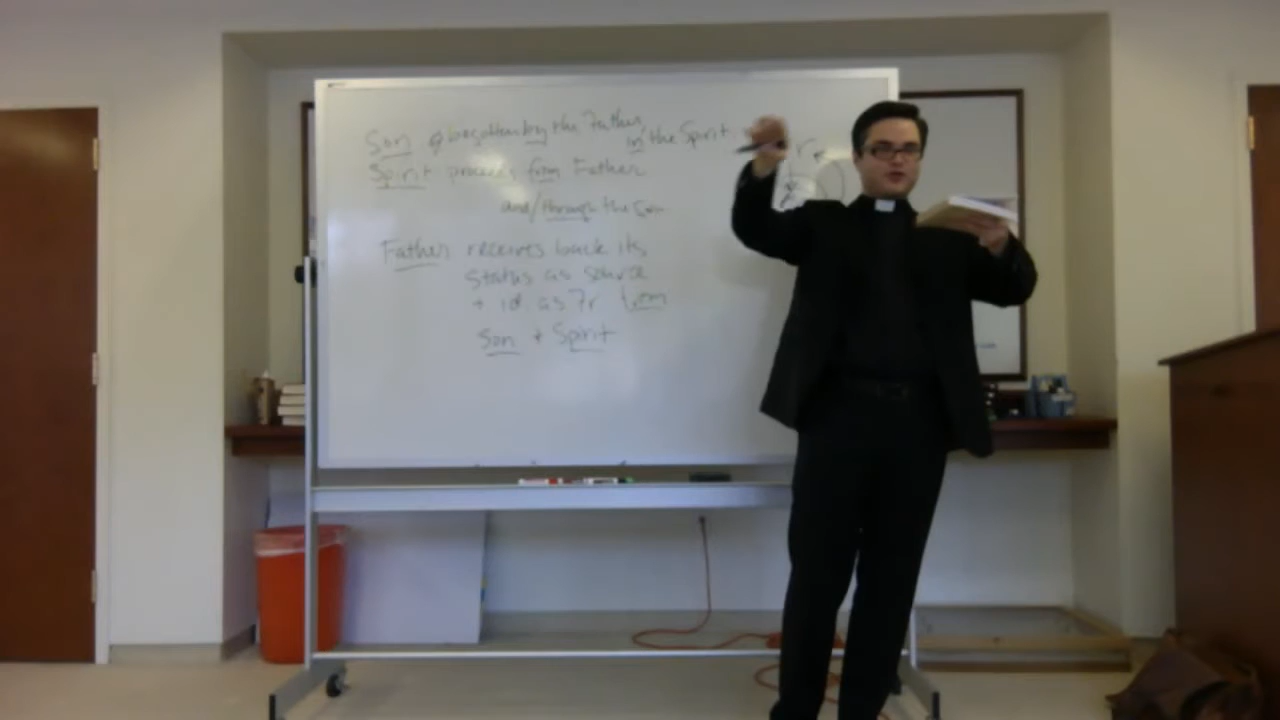 Son begotten by the Father in the Spirit
Spirit proceeds from Father
and/through the Son
Father receives back its
status as source
+ id. as Fr from
Son + Spirit
Fr